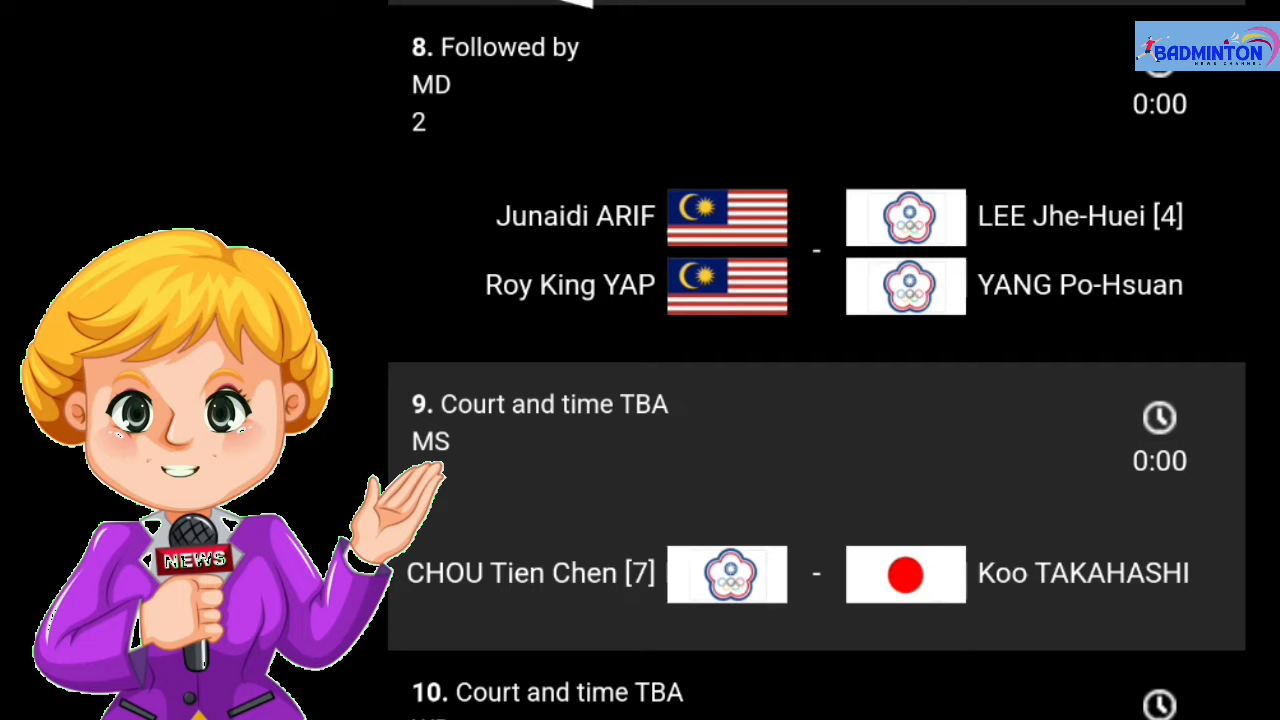 8. Followed by
MD
2
BADMINTON
NEWS CHANNEL
0:00
Junaidi ARIF - LEE Jhe-Huei [4]
Roy King YAP YANG Po-Hsuan
9. Court and time TBA
MS
0:00
NEWS
CHOU Tien Chen [7] - Koo TAKAHASHI
10. Court and time TBA